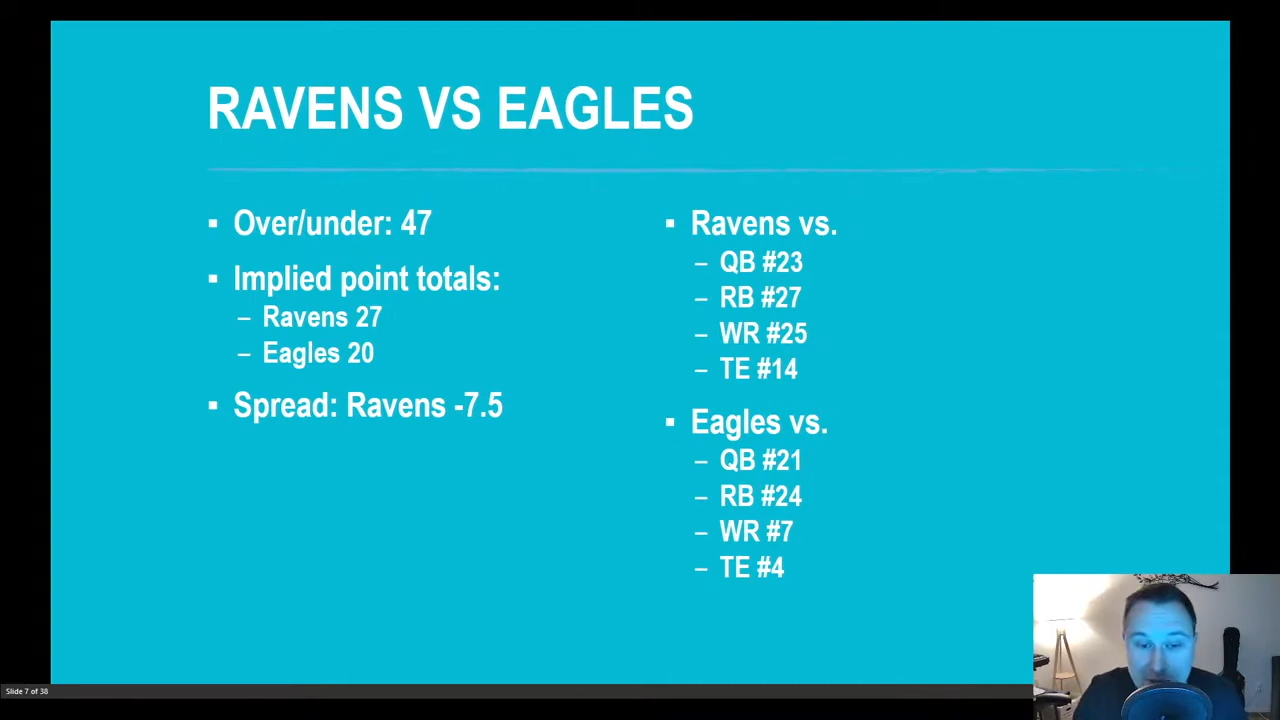 RAVENS VS EAGLES
▪ Over/under: 47
▪ Implied point totals:
– Ravens 27
– Eagles 20
▪ Spread: Ravens -7.5
▪ Ravens vs.
– QB #23
– RB #27
– WR #25
– TE #14
▪ Eagles vs.
– QB #21
– RB #24
– WR #7
– TE #4
Slide 7 of 38